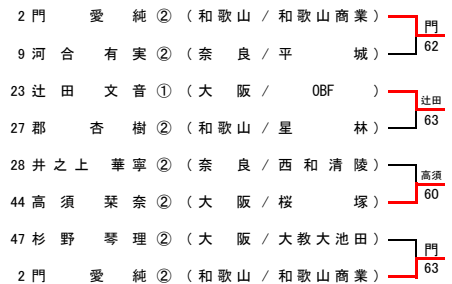 2 門 愛 純 ② ( 和歌山 / 和歌山商業 )
門
62
9 河 合 有 実 ② ( 奈 良 / 平 城 )
23 辻 田 文 音 ① ( 大 阪 / OBF )
辻田
63
27 郡 杏 樹 ② ( 和歌山 / 星 林 )
28 井 之 上 華 寧 ② ( 奈 良 / 西 和 清 陵 )
高須
60
44 高 須 栞 奈 ② ( 大 阪 / 桜 塚 )
47 杉 野 琴 理 ② ( 大 阪 / 大教大池田 )
門
63
2 門 愛 純 ② ( 和歌山 / 和歌山商業 )